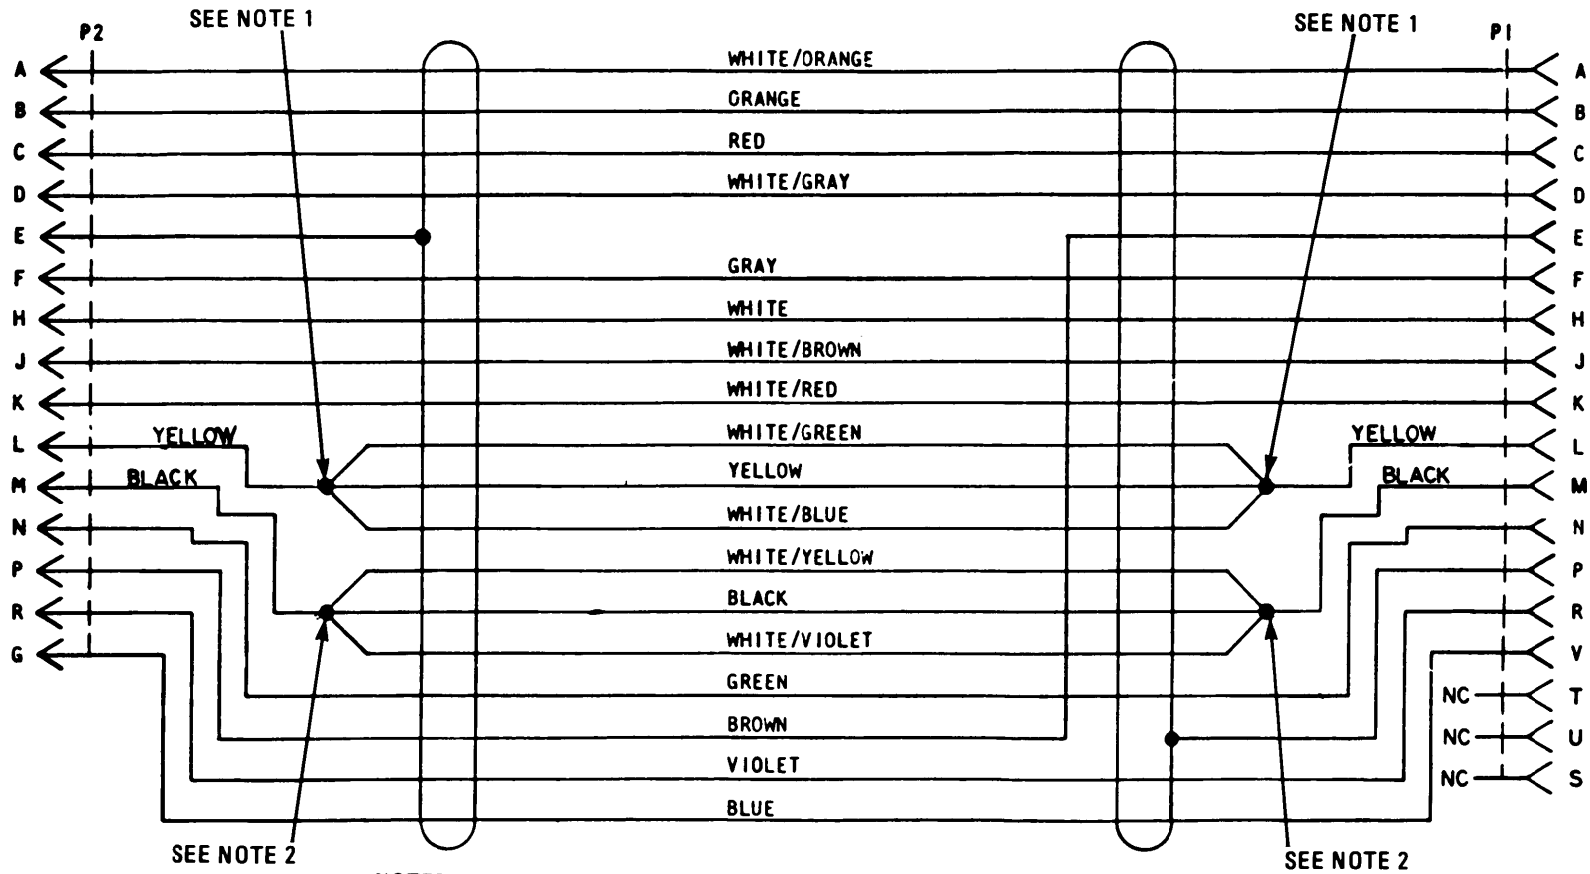 SEE NOTE 1
SEE NOTE 1
P2
P1
A WHITE/ORANGE A
B ORANGE B
C RED C
D WHITE/GRAY D
E E
F GRAY F
H WHITE H
J WHITE/BROWN J
K WHITE/RED K
L YELLOW WHITE/GREEN YELLOW L
M BLACK YELLOW BLACK M
N WHITE/BLUE N
P WHITE/YELLOW P
R BLACK R
G WHITE/VIOLET V
GREEN NC T
BROWN NC U
VIOLET NC S
BLUE
SEE NOTE 2
SEE NOTE 2